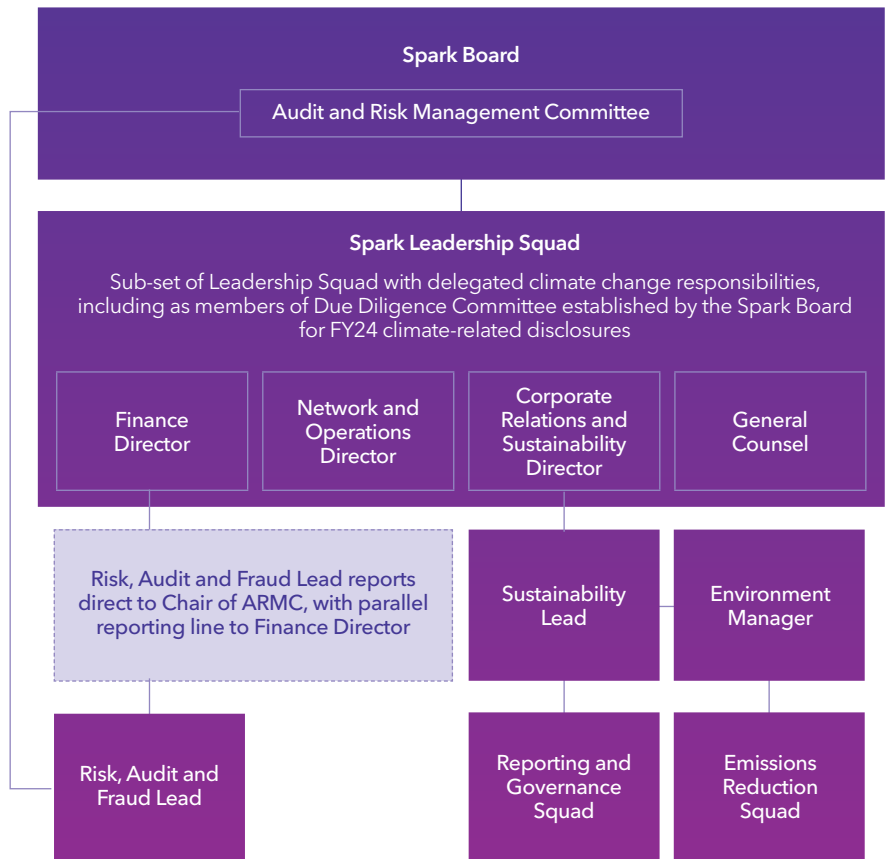 Spark Board
Audit and Risk Management Committee
Spark Leadership Squad
Sub-set of Leadership Squad with delegated climate change responsibilities,
including as members of Due Diligence Committee established by the Spark Board
for FY24 climate-related disclosures
Finance
Director
Network and
Operations
Director
Corporate
Relations and
Sustainability
Director
General
Counsel
Risk, Audit and Fraud Lead reports
direct to Chair of ARMC, with parallel
reporting line to Finance Director
Sustainability
Lead
Environment
Manager
Risk, Audit and
Fraud Lead
Reporting and
Governance
Squad
Emissions
Reduction
Squad